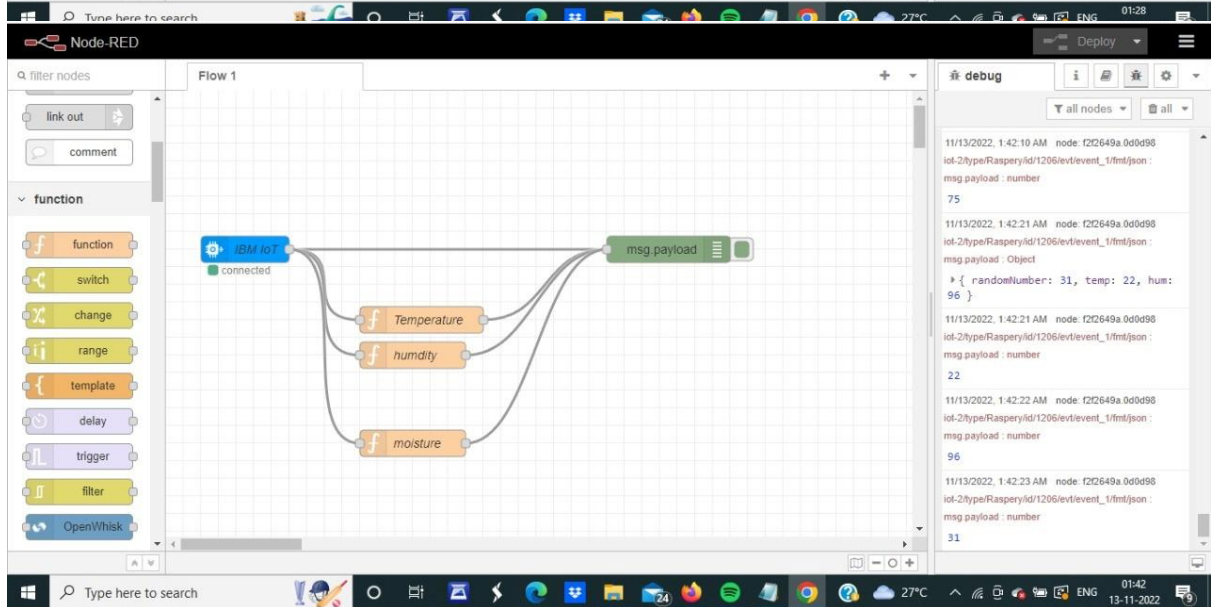 Type here to search
27°C
ENG
01:28
Node-RED
Deploy
filter nodes
Flow 1
debug
i
all nodes
all
link out
comment
function
function
switch
change
range
template
delay
trigger
filter
OpenWhisk
IBM IoT
connected
Temperature
humdity
moisture
msg.payload
11/13/2022, 1:42:10 AM node: f2f2649a.0d0d98
iot-2/type/Raspery/id/1206/evt/event_1/fmt/json :
msg.payload : number
75
11/13/2022, 1:42:21 AM node: f2f2649a.0d0d98
iot-2/type/Raspery/id/1206/evt/event_1/fmt/json :
msg.payload : Object
{ randomNumber: 31, temp: 22, hum:
96 }
11/13/2022, 1:42:21 AM node: f2f2649a.0d0d98
iot-2/type/Raspery/id/1206/evt/event_1/fmt/json :
msg.payload : number
22
11/13/2022, 1:42:22 AM node: f2f2649a.0d0d98
iot-2/type/Raspery/id/1206/evt/event_1/fmt/json :
msg.payload : number
96
11/13/2022, 1:42:23 AM node: f2f2649a.0d0d98
iot-2/type/Raspery/id/1206/evt/event_1/fmt/json :
msg.payload : number
31
Type here to search
24
27°C
ENG
01:42
13-11-2022